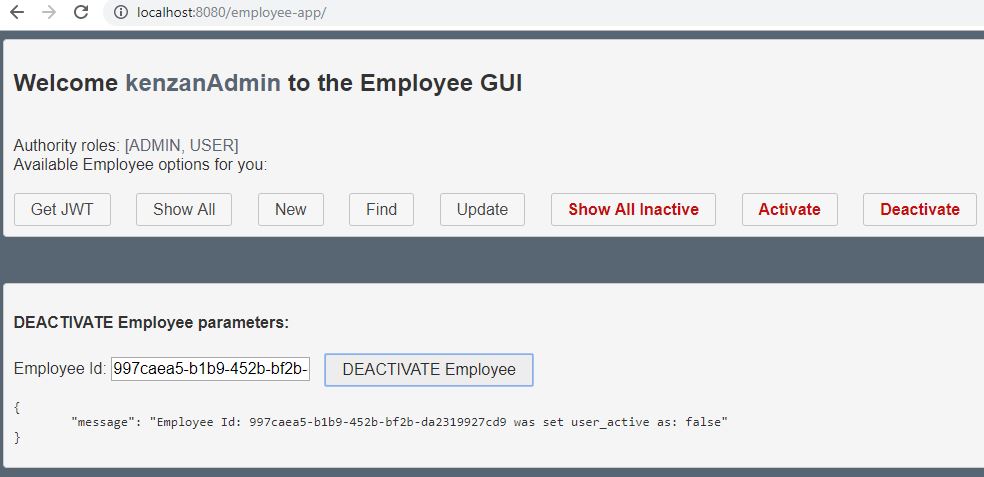 localhost:8080/employee-app/
Welcome kenzanAdmin to the Employee GUI
Authority roles: [ADMIN, USER]
Available Employee options for you:
Get JWT Show All New Find Update Show All Inactive Activate Deactivate
DEACTIVATE Employee parameters:
Employee Id: 997caea5-b1b9-452b-bf2b- DEACTIVATE Employee
{
"message": "Employee Id: 997caea5-b1b9-452b-bf2b-da2319927cd9 was set user_active as: false"
}